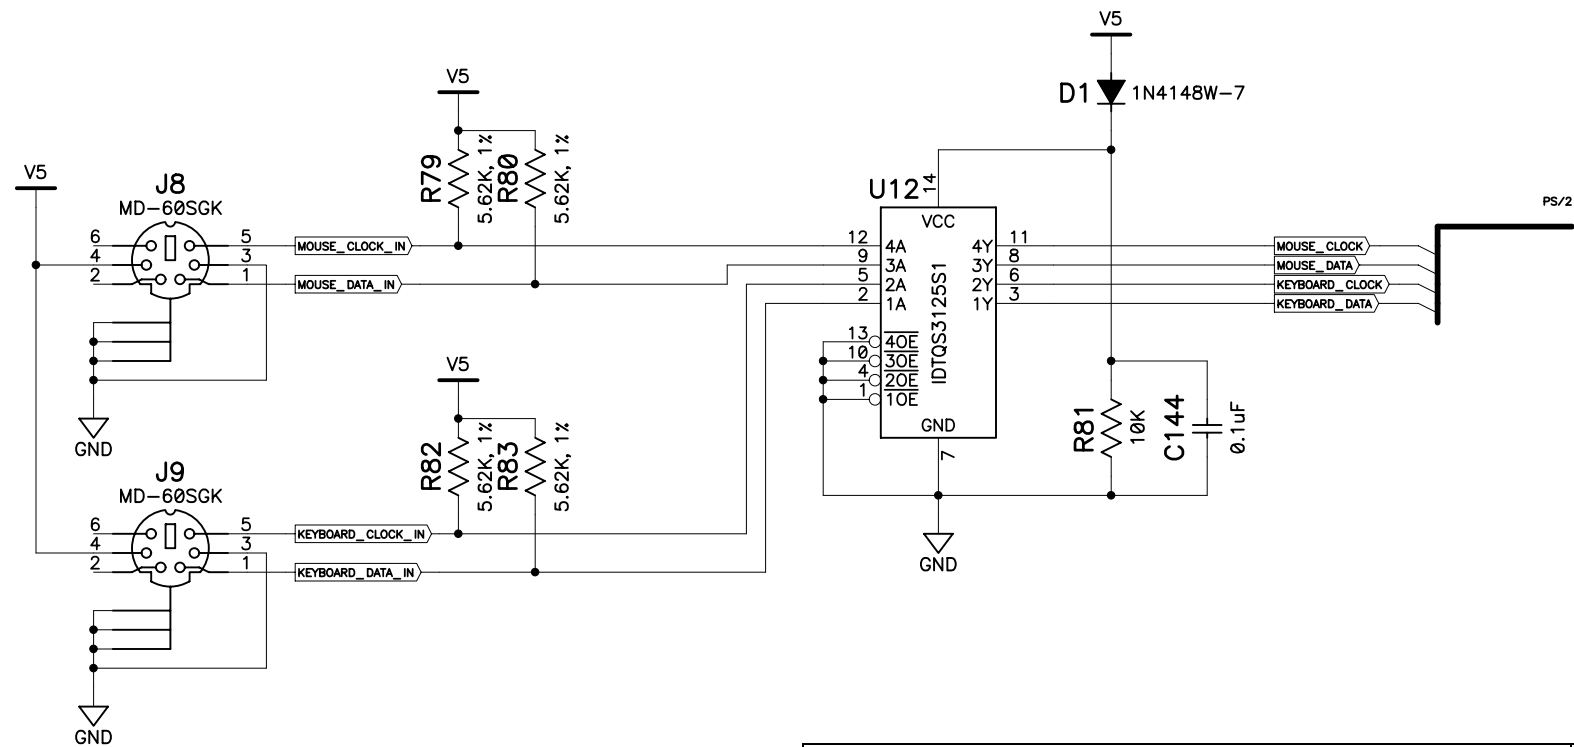 V5
D1 1N4148W-7
V5
R79
5.62K, 1%
R80
5.62K, 1%
V5
J8
MD-60SGK
6
4
2
5
3
1
MOUSE_CLOCK_IN
MOUSE_DATA_IN
GND
U12
14
VCC
12 4A 4Y 11
9 3A 3Y 8
5 2A 2Y 6
2 1A 1Y 3
IDTQS3125S1
13 4OE
10 3OE
4 2OE
1 1OE
GND
7
GND
MOUSE_CLOCK
MOUSE_DATA
KEYBOARD_CLOCK
KEYBOARD_DATA
PS/2
R81
10K
C144
0.1uF
V5
R82
5.62K, 1%
R83
5.62K, 1%
J9
MD-60SGK
6
4
2
5
3
1
KEYBOARD_CLOCK_IN
KEYBOARD_DATA_IN
GND